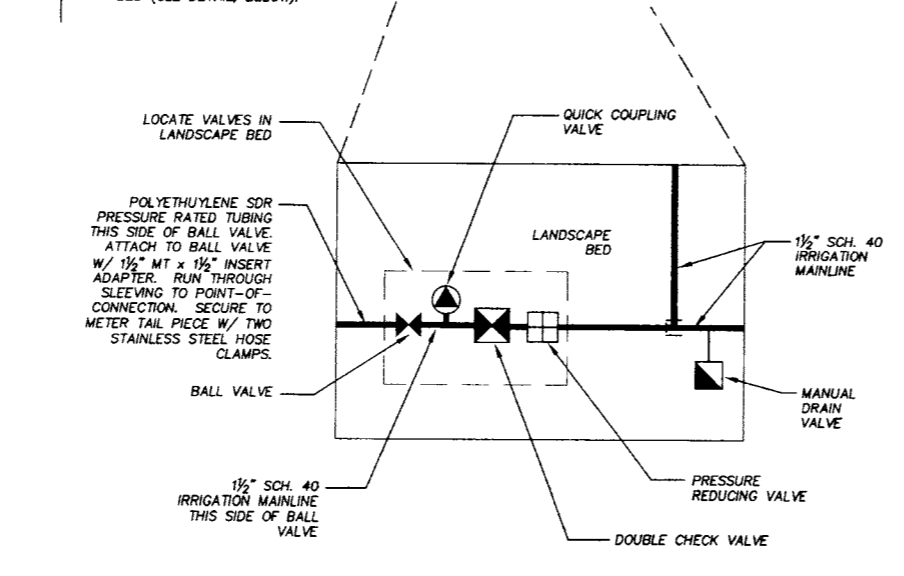 LOCATE VALVES IN
LANDSCAPE BED
QUICK COUPLING
VALVE
POLYETHUYLENE SDR
PRESSURE RATED TUBING
THIS SIDE OF BALL VALVE.
ATTACH TO BALL VALVE
W/ 1½" MT x 1½" INSERT
ADAPTER. RUN THROUGH
SLEEVING TO POINT-OF-
CONNECTION. SECURE TO
METER TAIL PIECE W/ TWO
STAINLESS STEEL HOSE
CLAMPS.
LANDSCAPE
BED
1½" SCH. 40
IRRIGATION
MAINLINE
BALL VALVE
MANUAL
DRAIN
VALVE
1½" SCH. 40
IRRIGATION MAINLINE
THIS SIDE OF BALL
VALVE
PRESSURE
REDUCING VALVE
DOUBLE CHECK VALVE